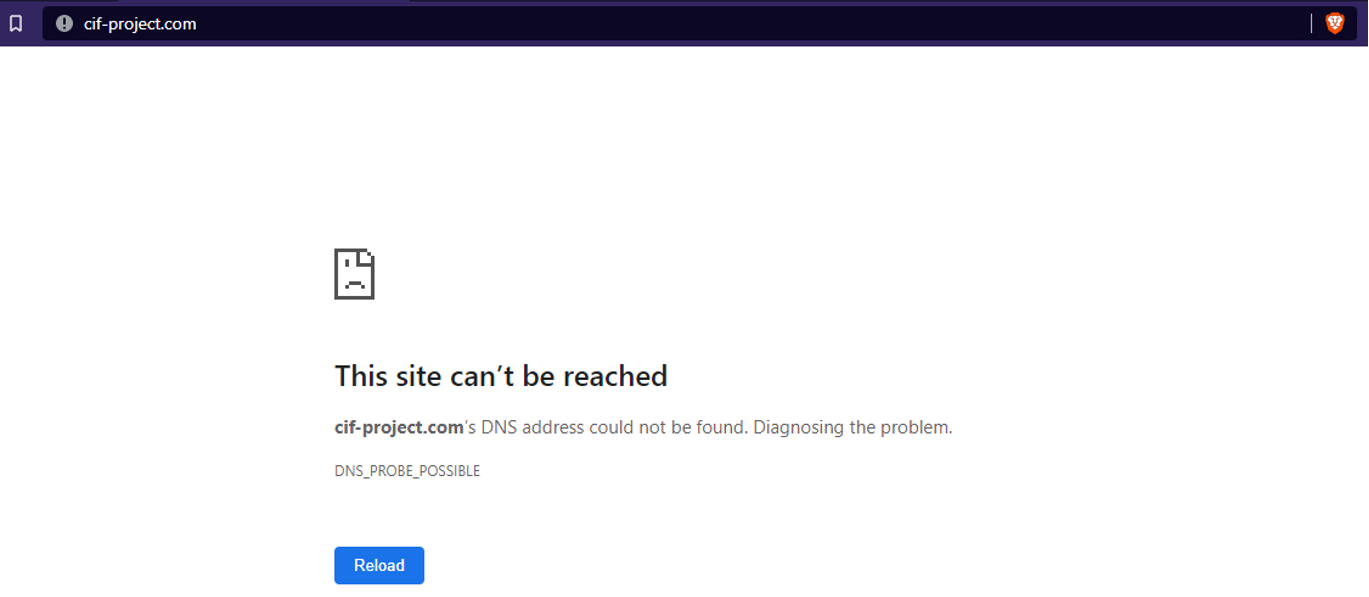 cif-project.com
This site can’t be reached
cif-project.com’s DNS address could not be found. Diagnosing the problem.
DNS_PROBE_POSSIBLE
Reload